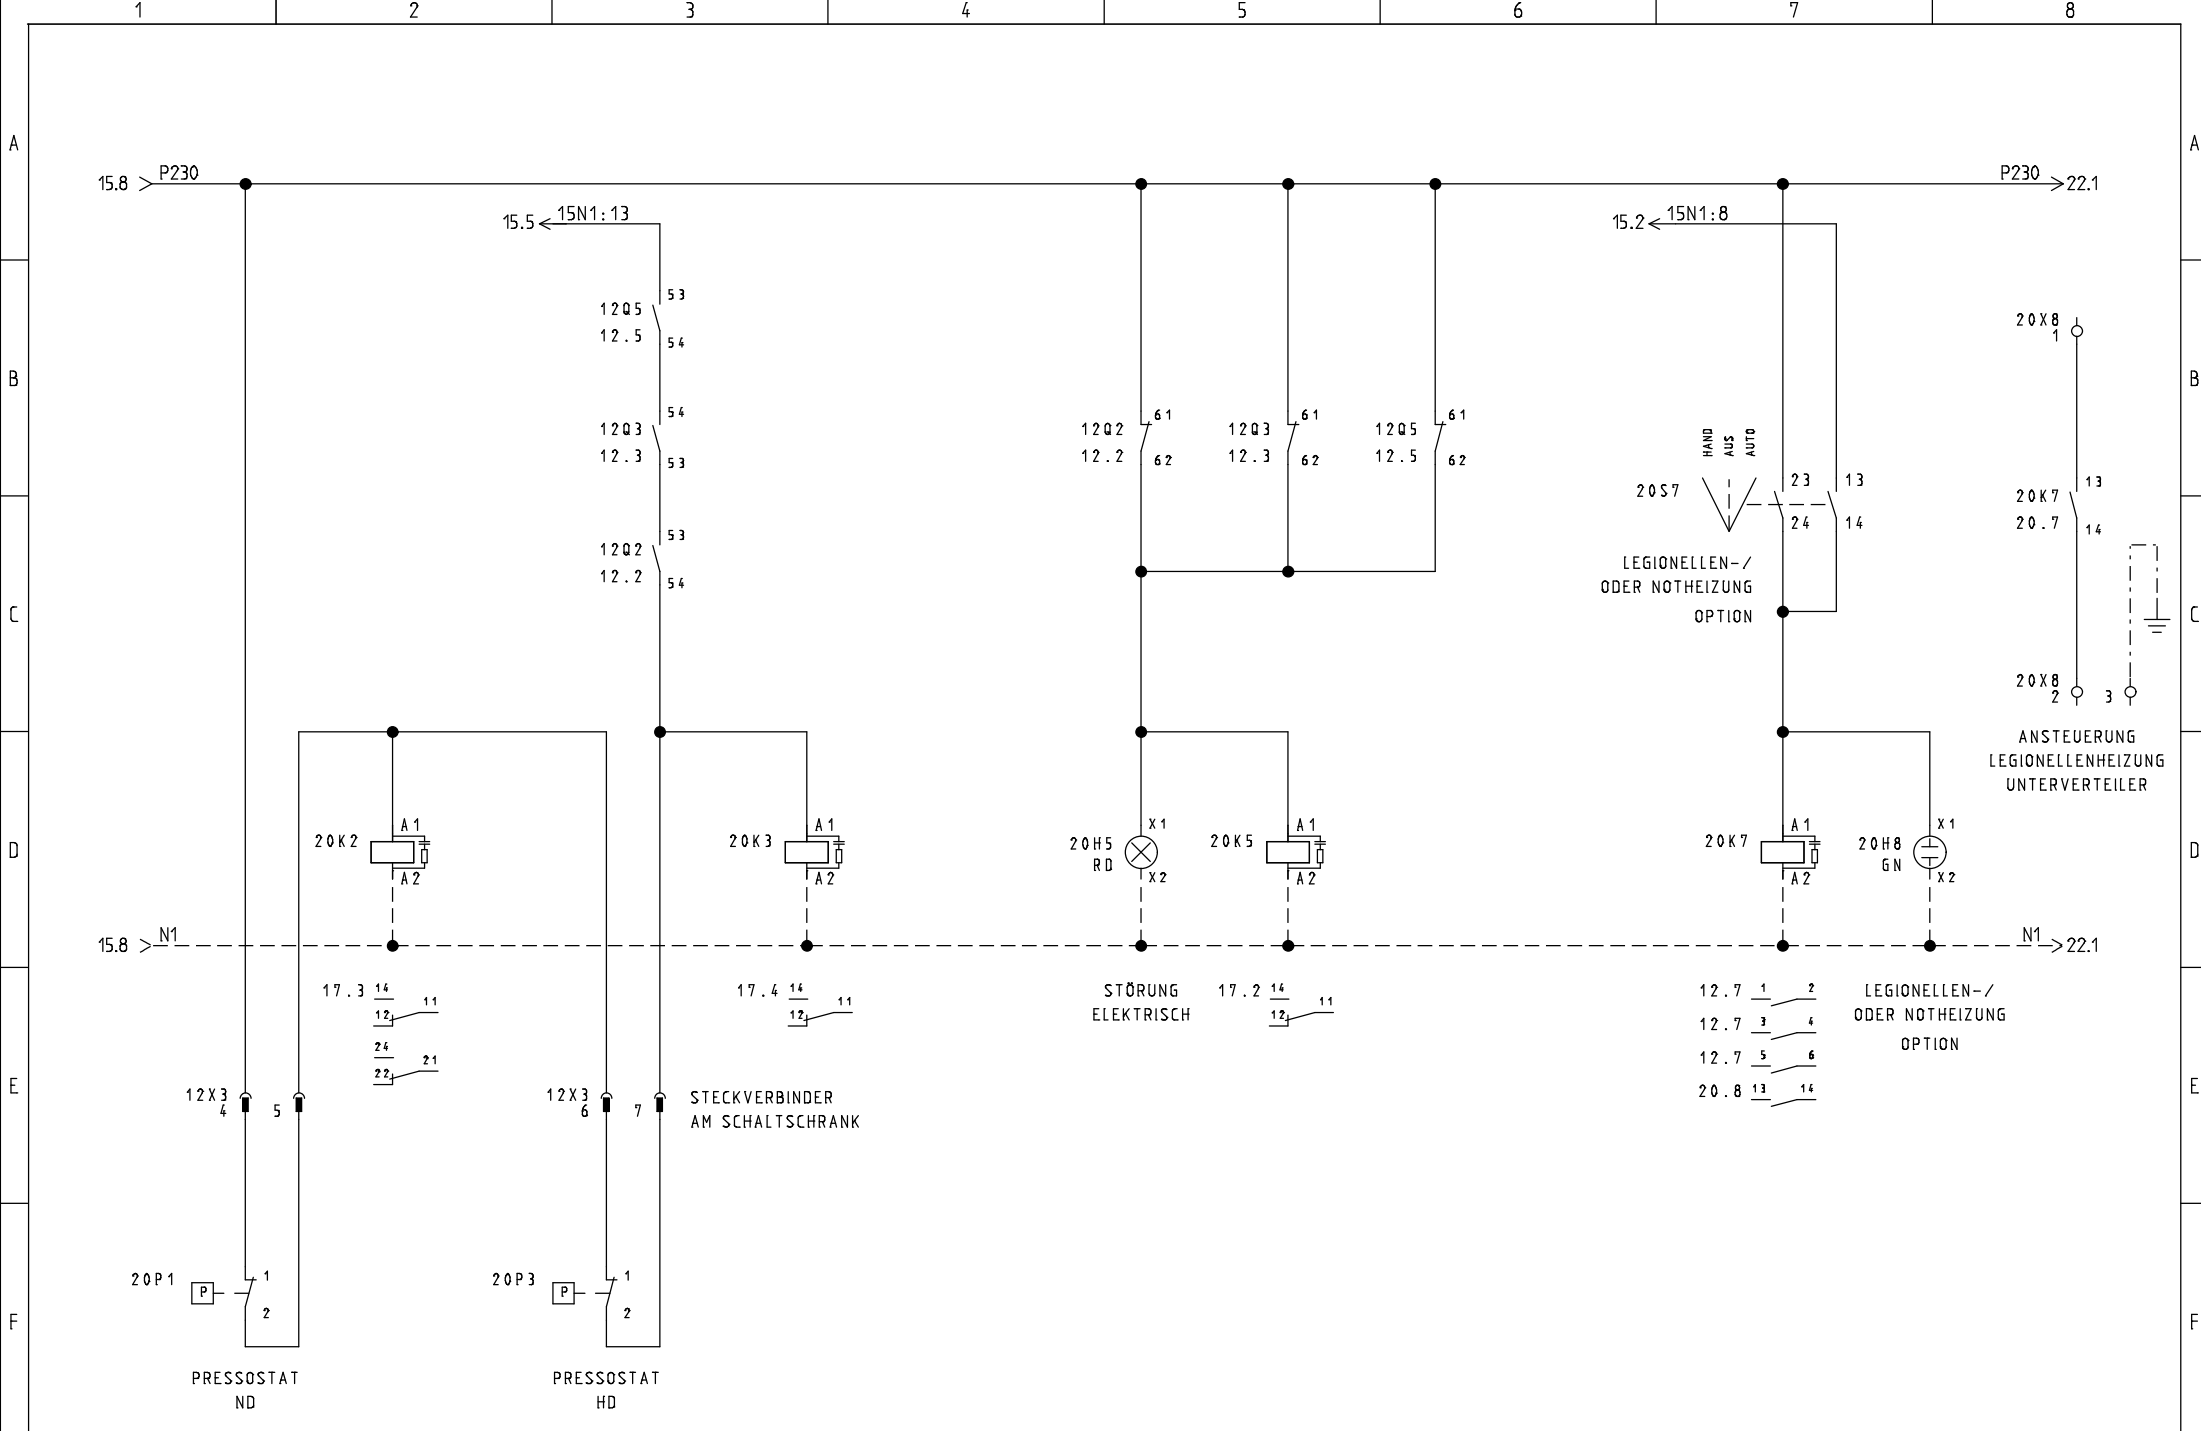 1 2 3 4 5 6 7 8
A A
15.8 P230 P230 22.1
15.5 15N1:13 15.2 15N1:8
53
12Q5
12.5
54
20X8
1
B B
54
12Q3
12.3
53
61
12Q2
12.2
62
61
12Q3
12.3
62
61
12Q5
12.5
62
HAND
AUS
AUTO
20S7
23 13
24 14
13
20K7
20.7
14
53
12Q2
12.2
54
LEGIONELLEN-/
ODER NOTHEIZUNG
OPTION
C C
20X8
2 3
ANSTEUERUNG
LEGIONELLENHEIZUNG
UNTERVERTEILER
D D
A1
20K2
A2
A1
20K3
A2
X1
20H5
RD
X2
A1
20K5
A2
A1
20K7
A2
X1
20H8
GN
X2
15.8 N1 N1 22.1
17.3 14
11
12
24
21
22
17.4 14
11
12
STÖRUNG
ELEKTRISCH
17.2 14
11
12
12.7 1 2
12.7 3 4
12.7 5 6
20.8 13 14
LEGIONELLEN-/
ODER NOTHEIZUNG
OPTION
E E
12X3
4 5
12X3
6 7
STECKVERBINDER
AM SCHALTSCHRANK
20P1 P 1
2
20P3 P 1
2
F F
PRESSOSTAT
ND
PRESSOSTAT
HD